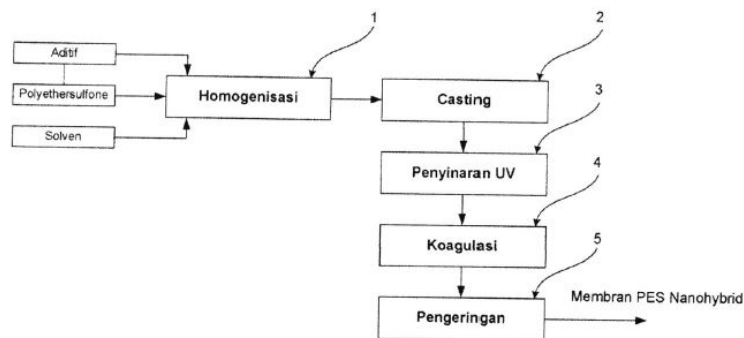 1
Aditif
Polyethersulfone
Solven
Homogenisasi
2
Casting
3
Penyinaran UV
4
Koagulasi
5
Pengeringan
Membran PES Nanohybrid